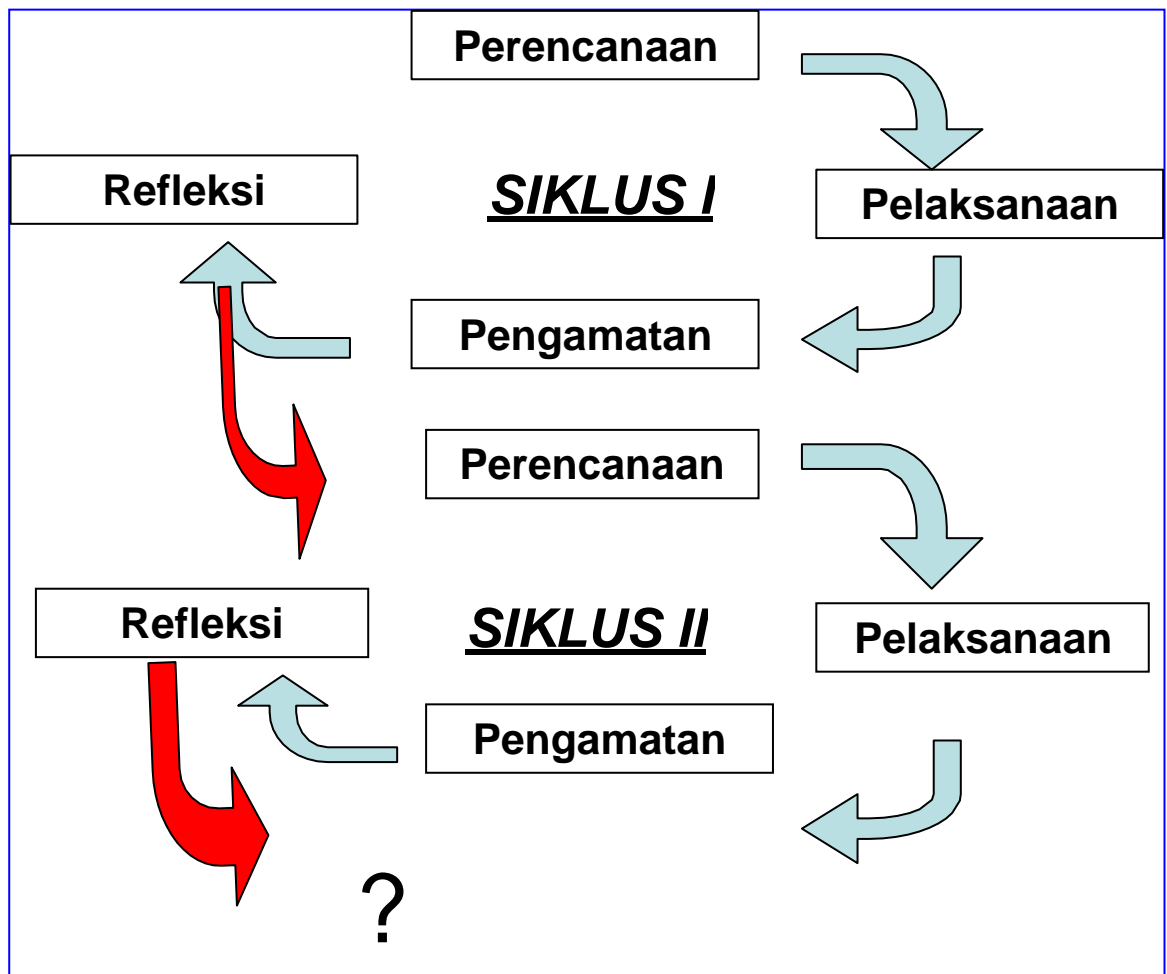 Perencanaan
Refleksi
SIKLUS I
Pelaksanaan
Pengamatan
Perencanaan
Refleksi
SIKLUS II
Pelaksanaan
Pengamatan
?